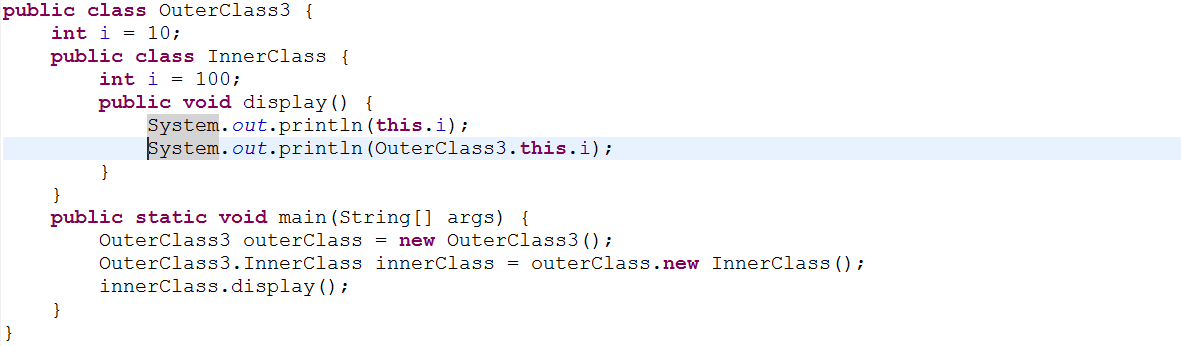 public class OuterClass3 {
    int i = 10;
    public class InnerClass {
        int i = 100;
        public void display() {
            System.out.println(this.i);
            System.out.println(OuterClass3.this.i);
        }
    }
    public static void main(String[] args) {
        OuterClass3 outerClass = new OuterClass3();
        OuterClass3.InnerClass innerClass = outerClass.new InnerClass();
        innerClass.display();
    }
}